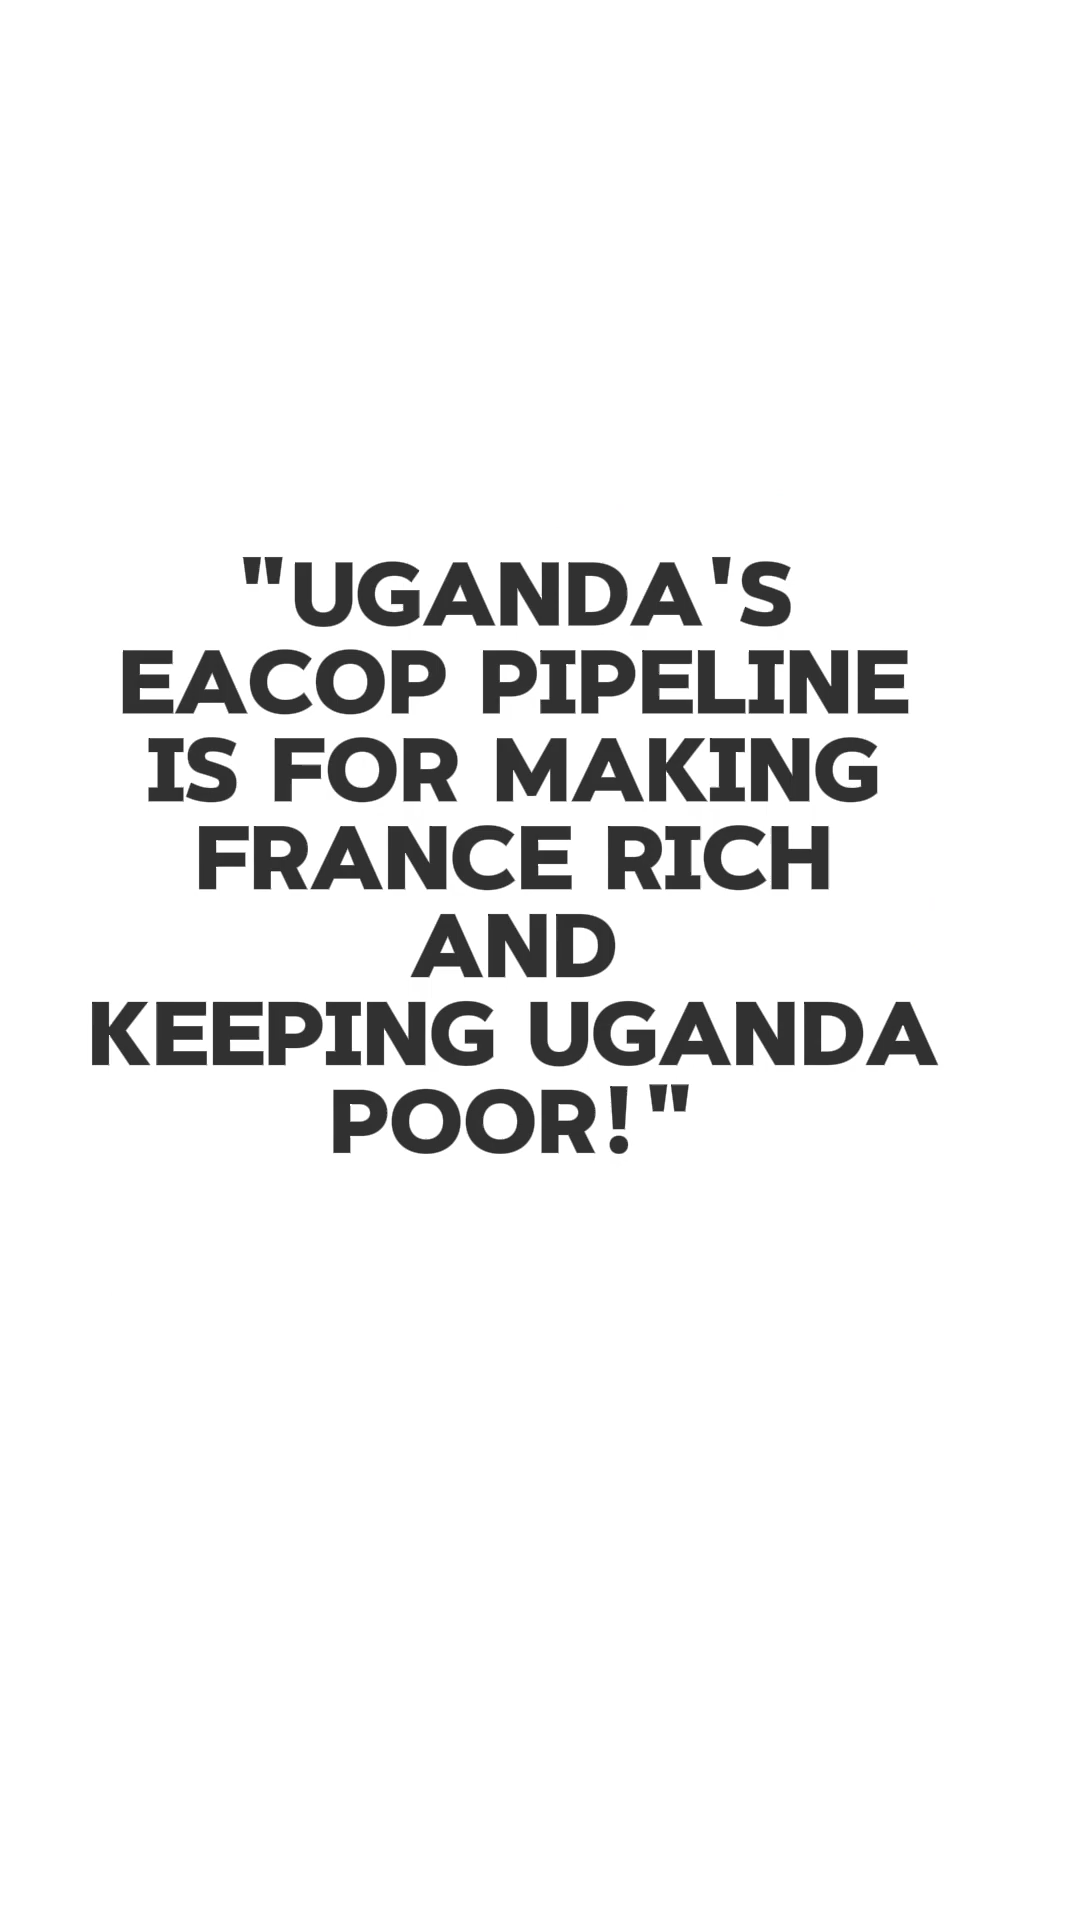 "UGANDA'S
EACOP PIPELINE
IS FOR MAKING
FRANCE RICH
AND
KEEPING UGANDA
POOR!"